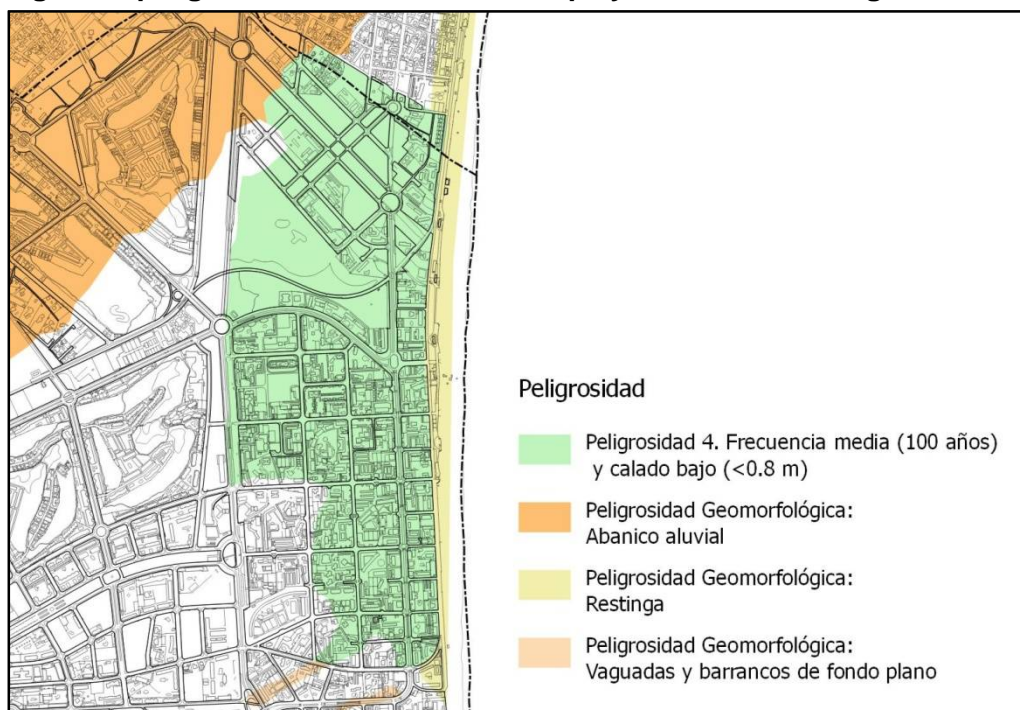 Peligrosidad
Peligrosidad 4. Frecuencia media (100 años)
y calado bajo (<0.8 m)
Peligrosidad Geomorfológica:
Abanico aluvial
Peligrosidad Geomorfológica:
Restinga
Peligrosidad Geomorfológica:
Vaguadas y barrancos de fondo plano